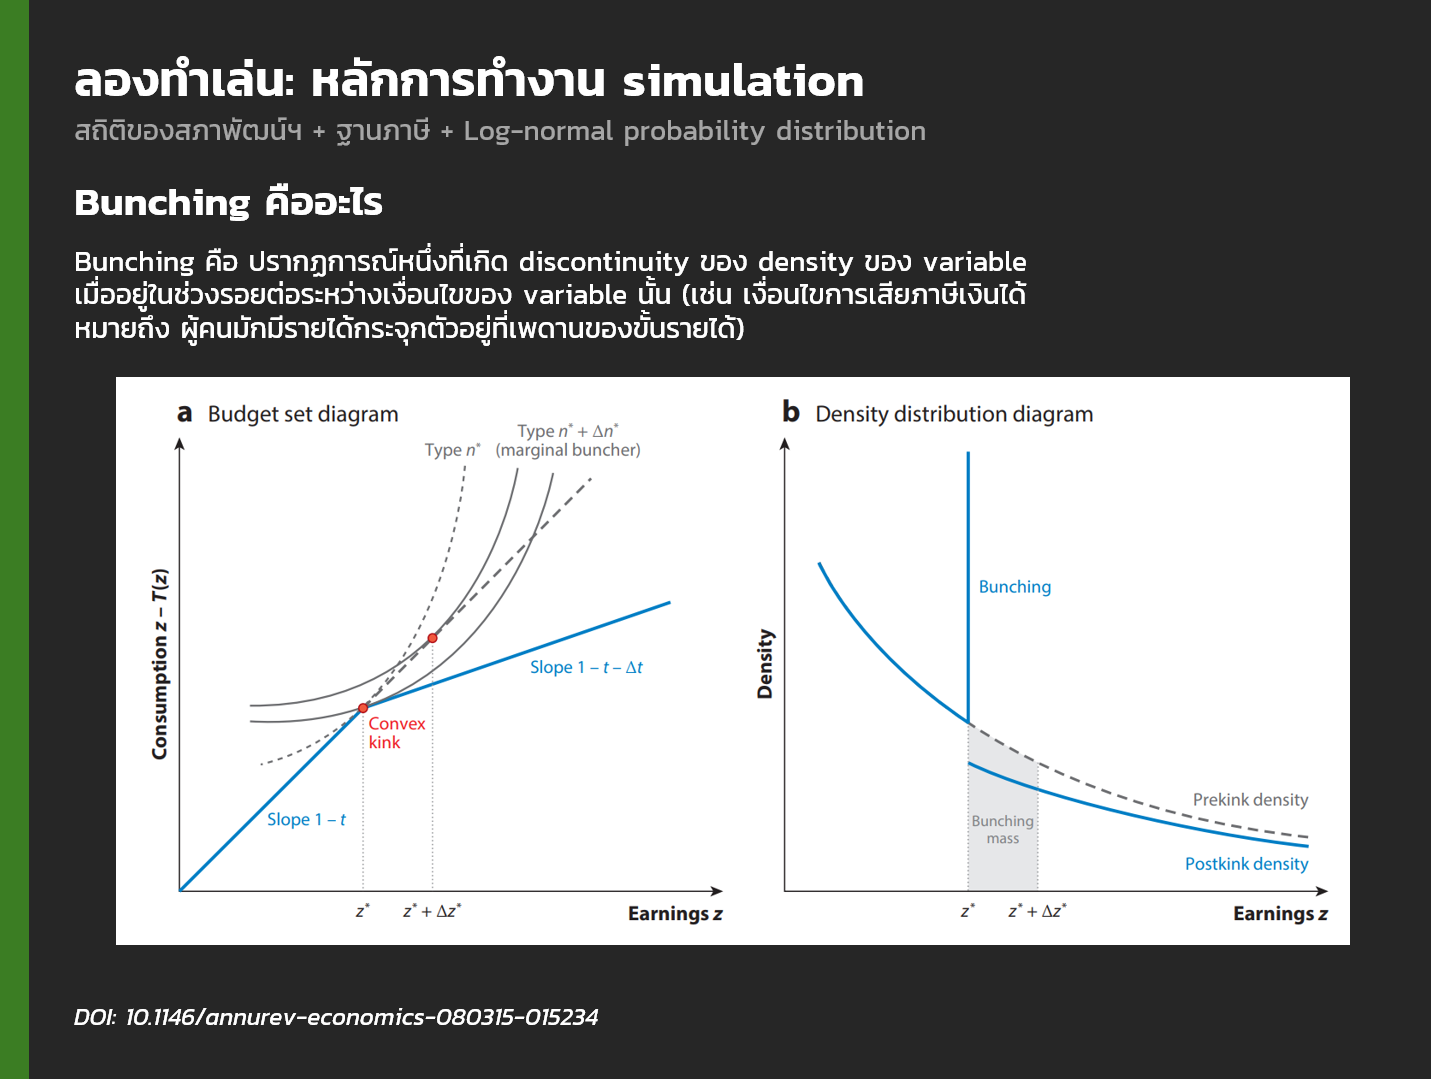 ลองทำเล่น: หลักการทำงาน simulation
สถิติของสภาพัฒน์ฯ + ฐานภาษี + Log-normal probability distribution
Bunching คืออะไร
Bunching คือ ปรากฏการณ์หนึ่งที่เกิด discontinuity ของ density ของ variable
เมื่ออยู่ในช่วงรอยต่อระหว่างเงื่อนไขของ variable นั้น (เช่น เงื่อนไขการเสียภาษีเงินได้
หมายถึง ผู้คนมักมีรายได้กระจุกตัวอยู่ที่เพดานของขั้นรายได้)
a Budget set diagram
Type n*
Type n* + Δn*
(marginal buncher)
Consumption z – T(z)
Slope 1 – t – Δt
Convex
kink
Slope 1 – t
z*
z* + Δz*
Earnings z
b Density distribution diagram
Density
Bunching
Prekink density
Bunching
mass
Postkink density
z*
z* + Δz*
Earnings z
DOI: 10.1146/annurev-economics-080315-015234